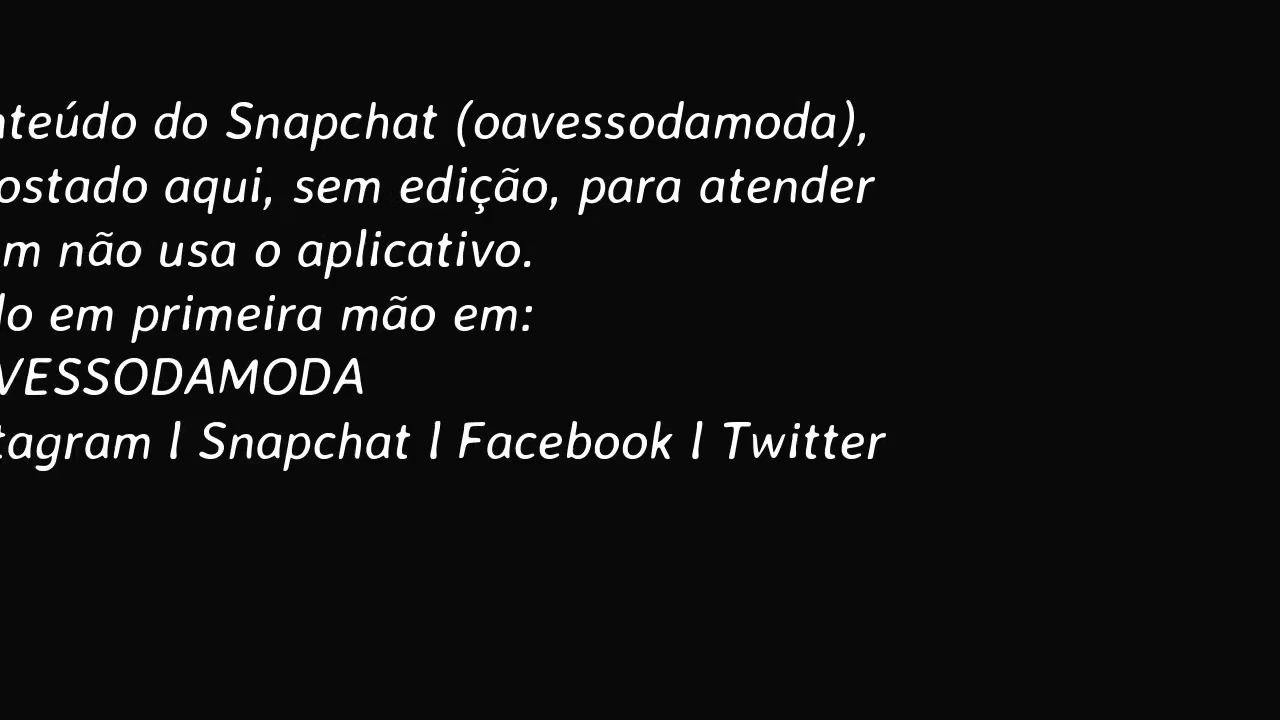 nteúdo do Snapchat (oavessodamoda),
ostado aqui, sem edição, para atender
m não usa o aplicativo.
do em primeira mão em:
VESSODAMODA
tagram l Snapchat l Facebook l Twitter